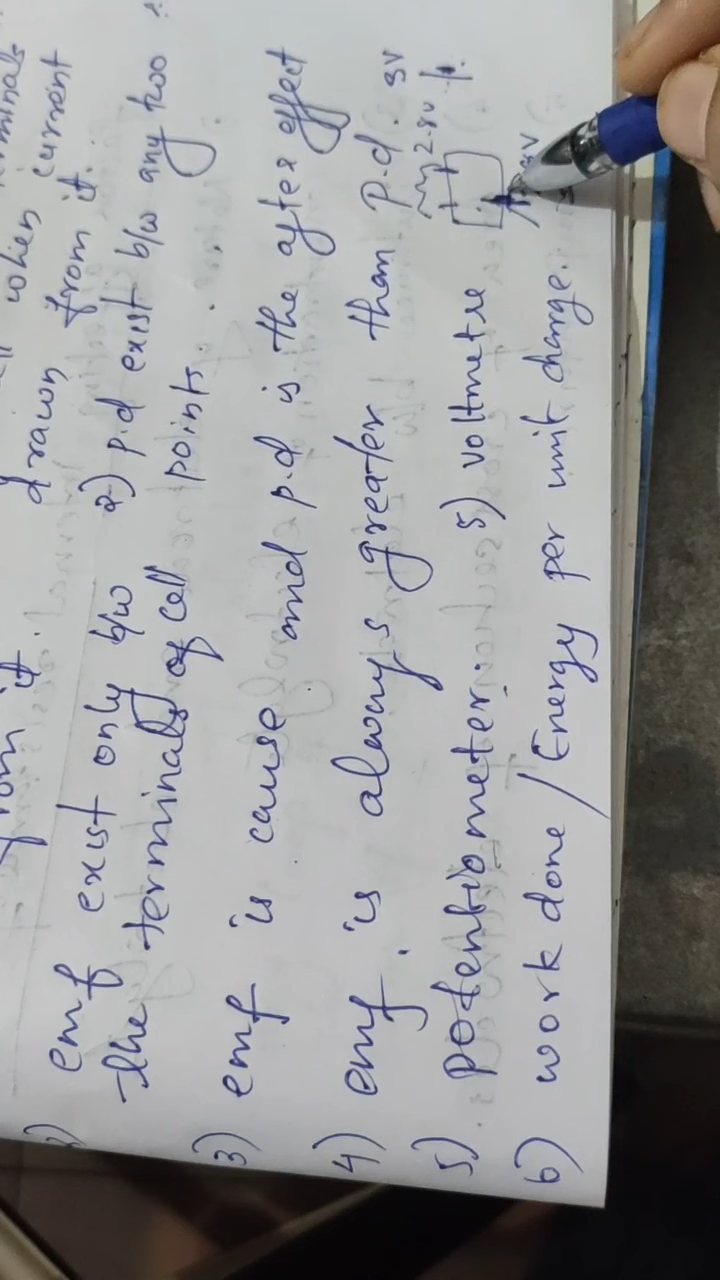 when current
drawn from it.
emf exist only b/w 2) p.d exist b/w any two
the terminals of cell points.
3) emf is cause and p.d is the after effect
4) emf is always greater than p.d. 3V
2.8V
5) potentiometer. 5) voltmetre
6) work done / Energy per unit charge.